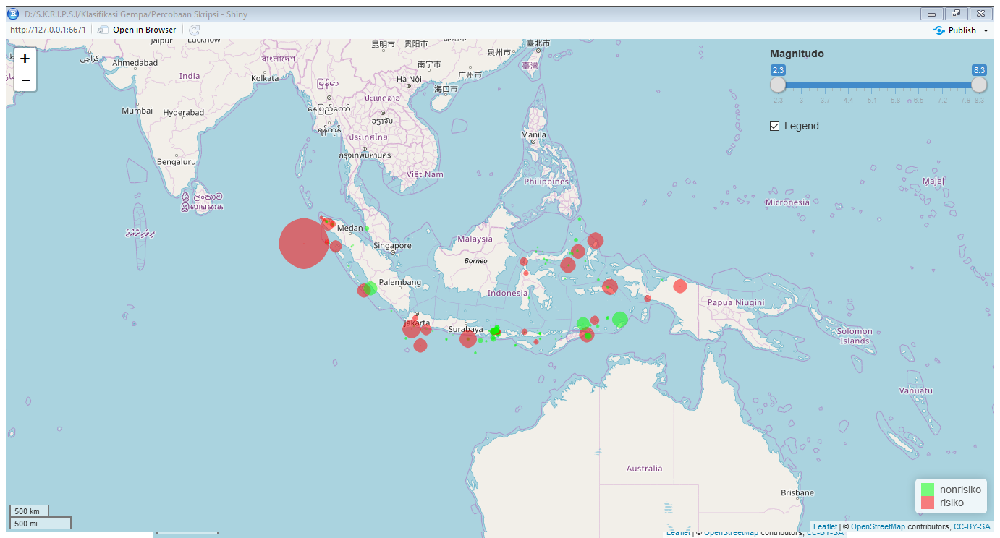 D:/S.K.R.I.P.S.I/Klasifikasi Gempa/Percobaan Skripsi - Shiny
http://127.0.0.1:6671
Open in Browser
Publish
+
−
Magnitudo
2.3
8.3
2.3 3 3.7 4.4 5.1 5.8 6.5 7.2 7.9 8.3
Legend
Jaipur
Lucknow
کراچی
Ahmedabad
India
Kolkata
বাংলাদেশ
မြန်မာ
နေပြည်တော်
ရန်ကုန်
昆明市
贵阳市
南宁市
广州市
泉州市
臺北市
臺灣
Hà Nội
海口市
ປະເທດລາວ
ວຽງຈັນ
ประเทศไทย
กรุงเทพมหานคร
Việt Nam
Mumbai
Hyderabad
Bengaluru
ශ්‍රී ලංකාව
இலங்கை
ދިވެހިރާއްޖެ
Manila
Philippines
Micronesia
Majeḷ
Medan
Malaysia
Singapore
Borneo
Palembang
Indonesia
Jakarta
Surabaya
Papua Niugini
Solomon
Islands
Vanuatu
Australia
Brisbane
nonrisiko
risiko
500 km
500 mi
Leaflet | © OpenStreetMap contributors, CC-BY-SA
Leaflet | © OpenStreetMap contributors, CC-BY-SA